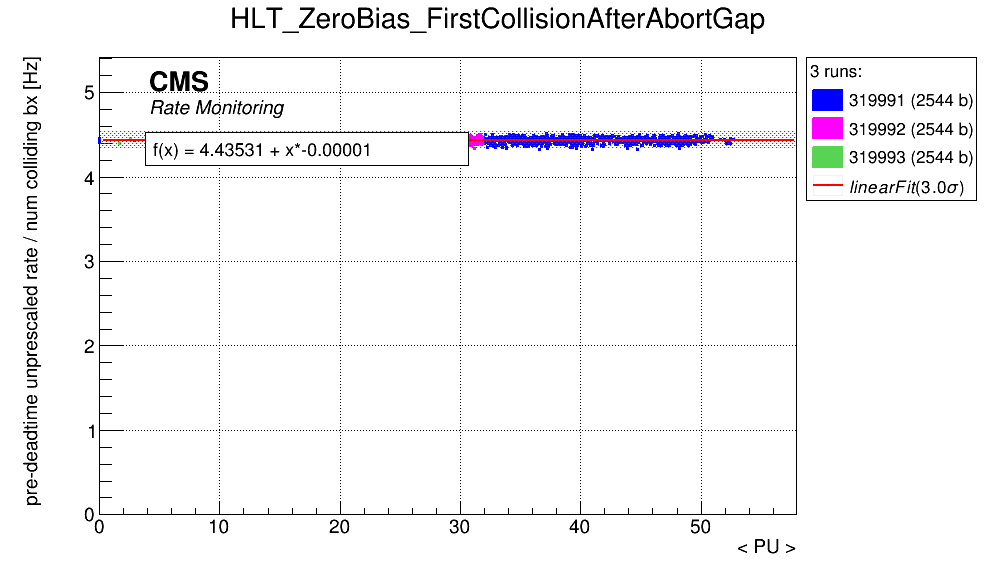 HLT_ZeroBias_FirstCollisionAfterAbortGap
pre-deadtime unprescaled rate / num colliding bx [Hz]
CMS
Rate Monitoring
f(x) = 4.43531 + x*-0.00001
5
4
3
2
1
0
0 10 20 30 40 50
< PU >
3 runs:
319991 (2544 b)
319992 (2544 b)
319993 (2544 b)
linearFit(3.0σ)